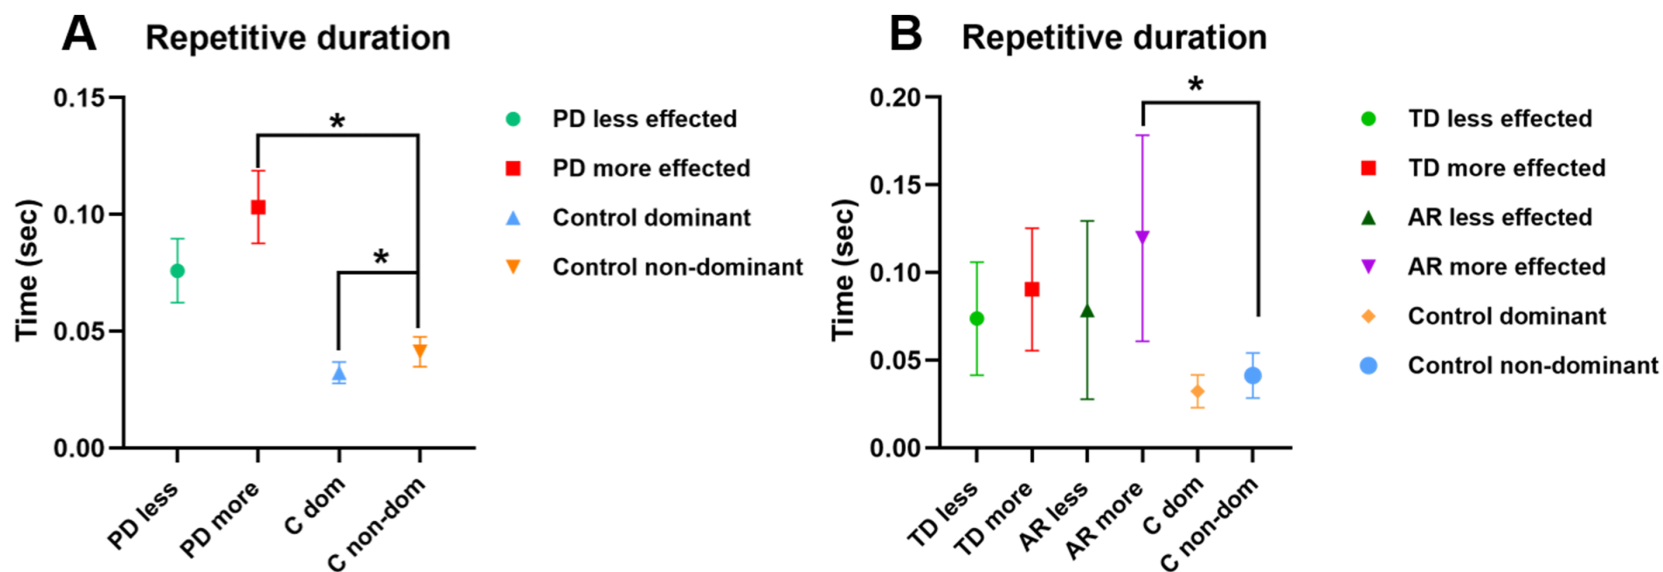 A
Repetitive duration
0.15
0.10
0.05
0.00
Time (sec)
*
*
PD less
PD more
C dom
C non-dom
PD less effected
PD more effected
Control dominant
Control non-dominant
B
Repetitive duration
0.20
0.15
0.10
0.05
0.00
Time (sec)
*
TD less
TD more
AR less
AR more
C dom
C non-dom
TD less effected
TD more effected
AR less effected
AR more effected
Control dominant
Control non-dominant